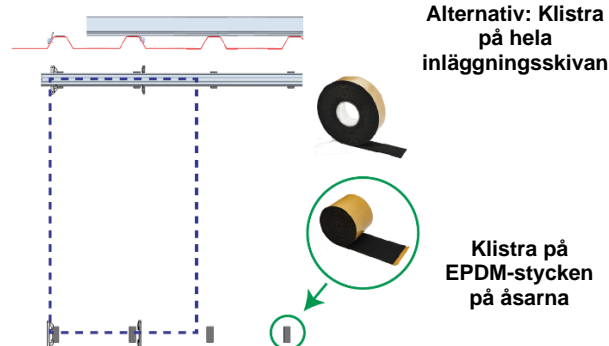 Alternativ: Klistra
på hela
inläggningsskivan
Klistra på
EPDM-stycken
på åsarna